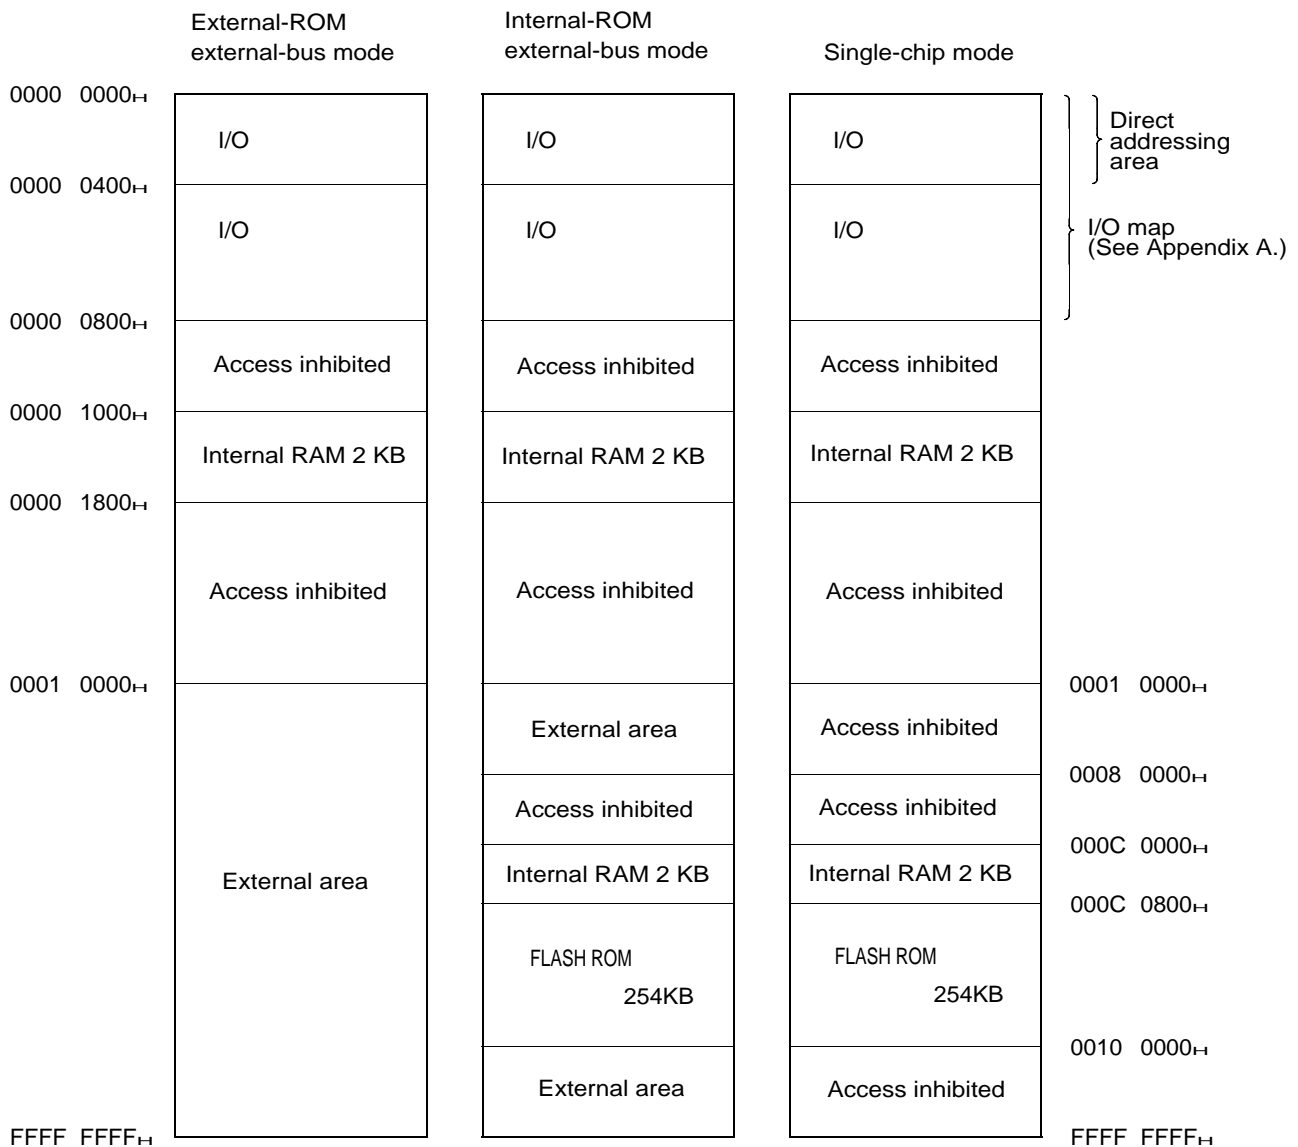 External-ROM
external-bus mode
Internal-ROM
external-bus mode
Single-chip mode
0000 0000H
I/O
I/O
I/O
Direct
addressing
area
0000 0400H
I/O
I/O
I/O
I/O map
(See Appendix A.)
0000 0800H
Access inhibited
Access inhibited
Access inhibited
0000 1000H
Internal RAM 2 KB
Internal RAM 2 KB
Internal RAM 2 KB
0000 1800H
Access inhibited
Access inhibited
Access inhibited
0001 0000H
0001 0000H
External area
Access inhibited
0008 0000H
Access inhibited
Access inhibited
000C 0000H
External area
Internal RAM 2 KB
Internal RAM 2 KB
000C 0800H
FLASH ROM
254KB
FLASH ROM
254KB
0010 0000H
External area
Access inhibited
FFFF FFFFH
FFFF FFFFH